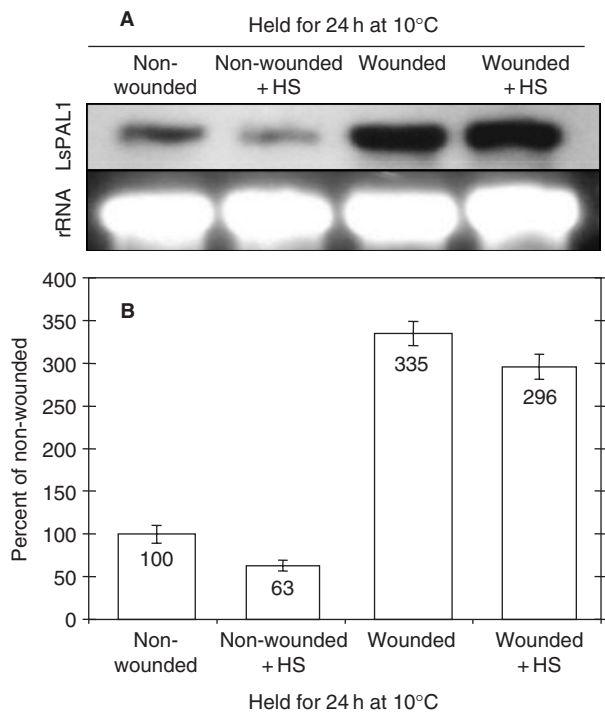 A
Held for 24 h at 10°C
Non-
wounded
Non-wounded
+ HS
Wounded
Wounded
+ HS
LsPAL1
rRNA
B
Percent of non-wounded
400
350
300
250
200
150
100
50
0
100
63
335
296
Non-
wounded
Non-wounded
+ HS
Wounded
Wounded
+ HS
Held for 24 h at 10°C